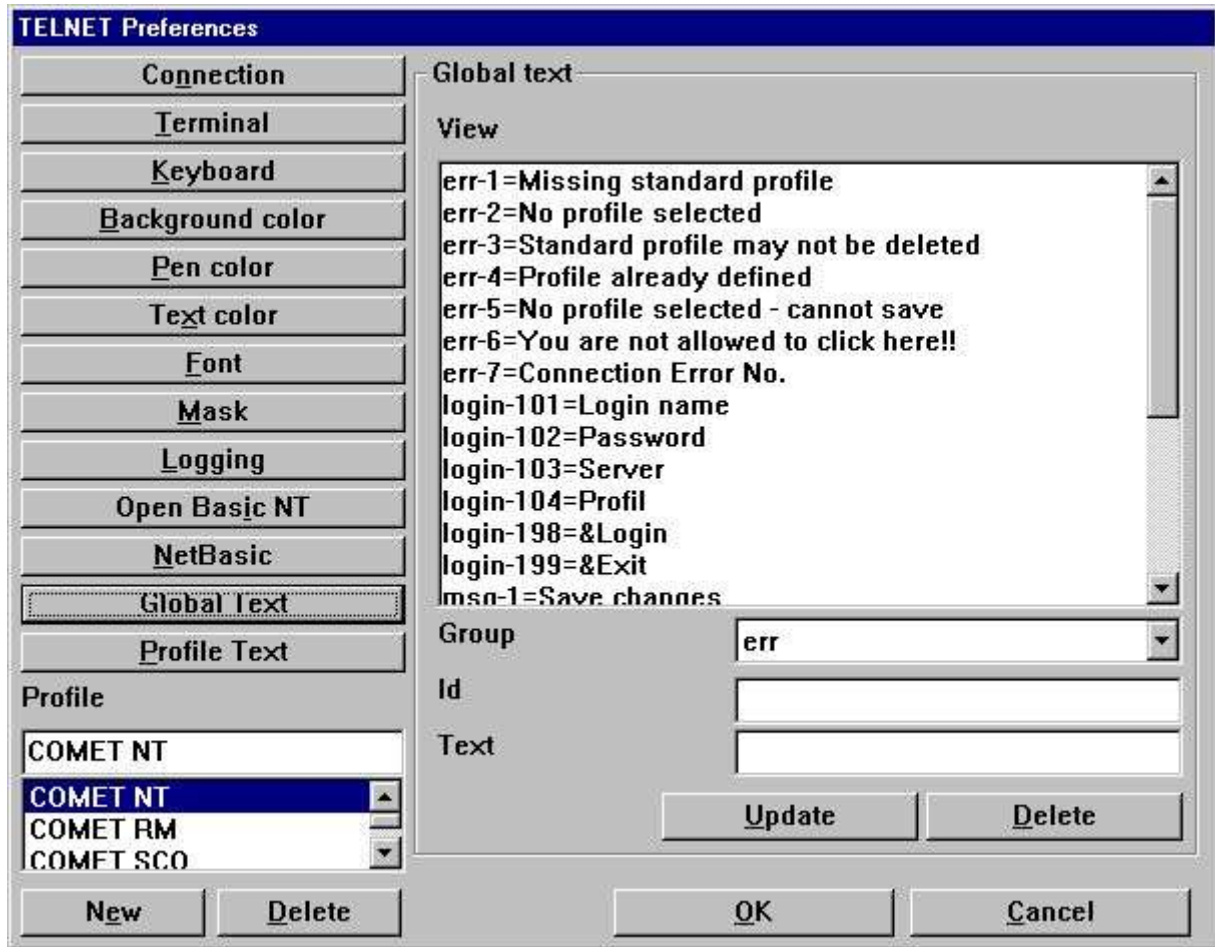 TELNET Preferences
Connection
Terminal
Keyboard
Background color
Pen color
Text color
Font
Mask
Logging
Open Basic NT
NetBasic
Global Text
Profile Text
Profile
COMET NT
COMET NT
COMET RM
COMET SCO
New
Delete
Global text
View
err-1=Missing standard profile
err-2=No profile selected
err-3=Standard profile may not be deleted
err-4=Profile already defined
err-5=No profile selected - cannot save
err-6=You are not allowed to click here!!
err-7=Connection Error No.
login-101=Login name
login-102=Password
login-103=Server
login-104=Profil
login-198=&Login
login-199=&Exit
msg-1=Save changes
Group
err
Id
Text
Update
Delete
OK
Cancel